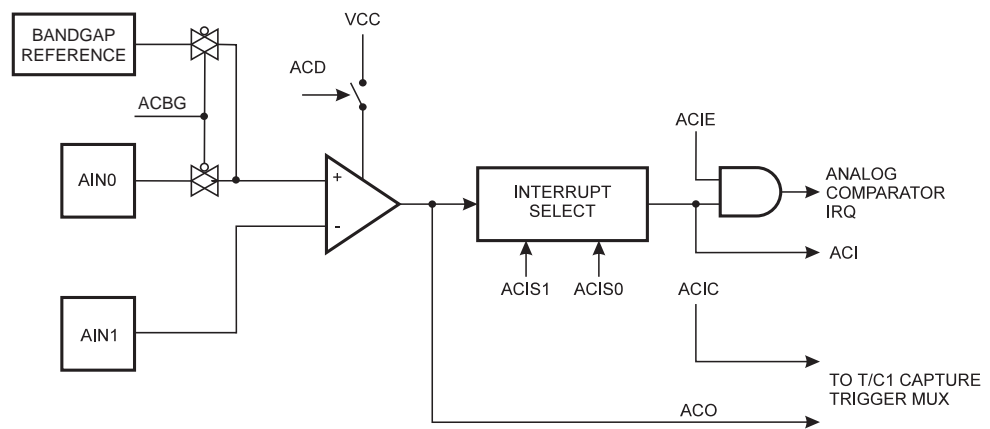 BANDGAP
REFERENCE
VCC
ACD
ACBG
ACIE
AIN0
+
-
INTERRUPT
SELECT
ANALOG
COMPARATOR
IRQ
ACI
ACIS1
ACIS0
ACIC
AIN1
TO T/C1 CAPTURE
TRIGGER MUX
ACO